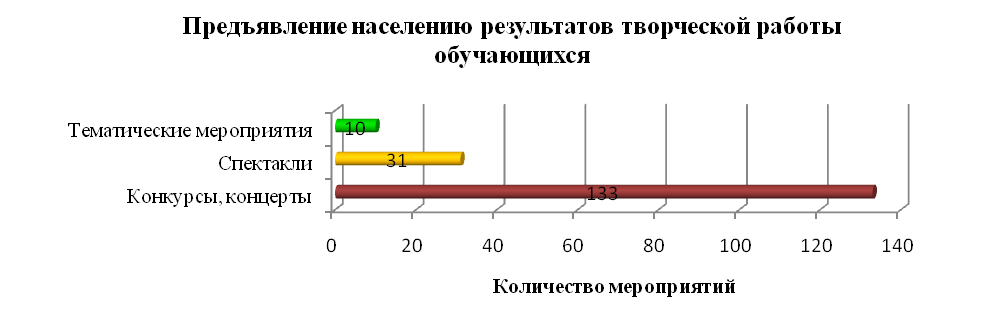 Предъявление населению результатов творческой работы
обучающихся
Тематические мероприятия
10
Спектакли
31
Конкурсы, концерты
133
0 20 40 60 80 100 120 140
Количество мероприятий